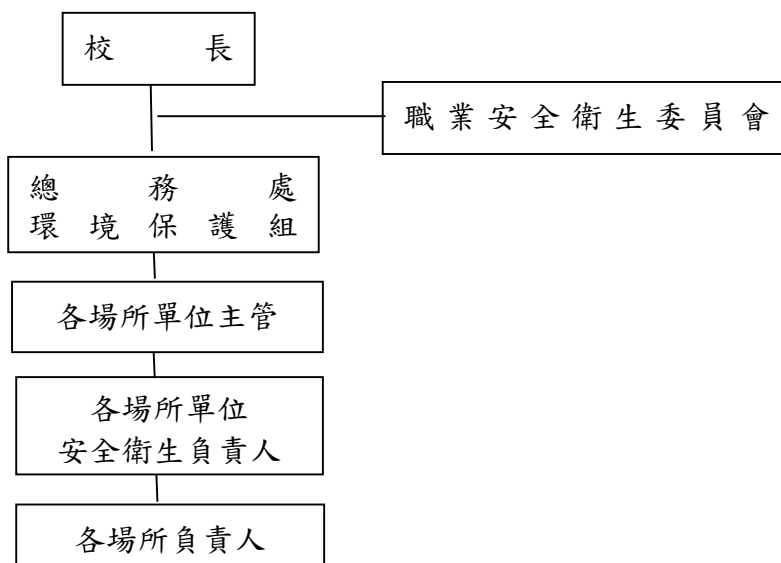 校長
職業安全衛生委員會
總務處
環境保護組
各場所單位主管
各場所單位
安全衛生負責人
各場所負責人